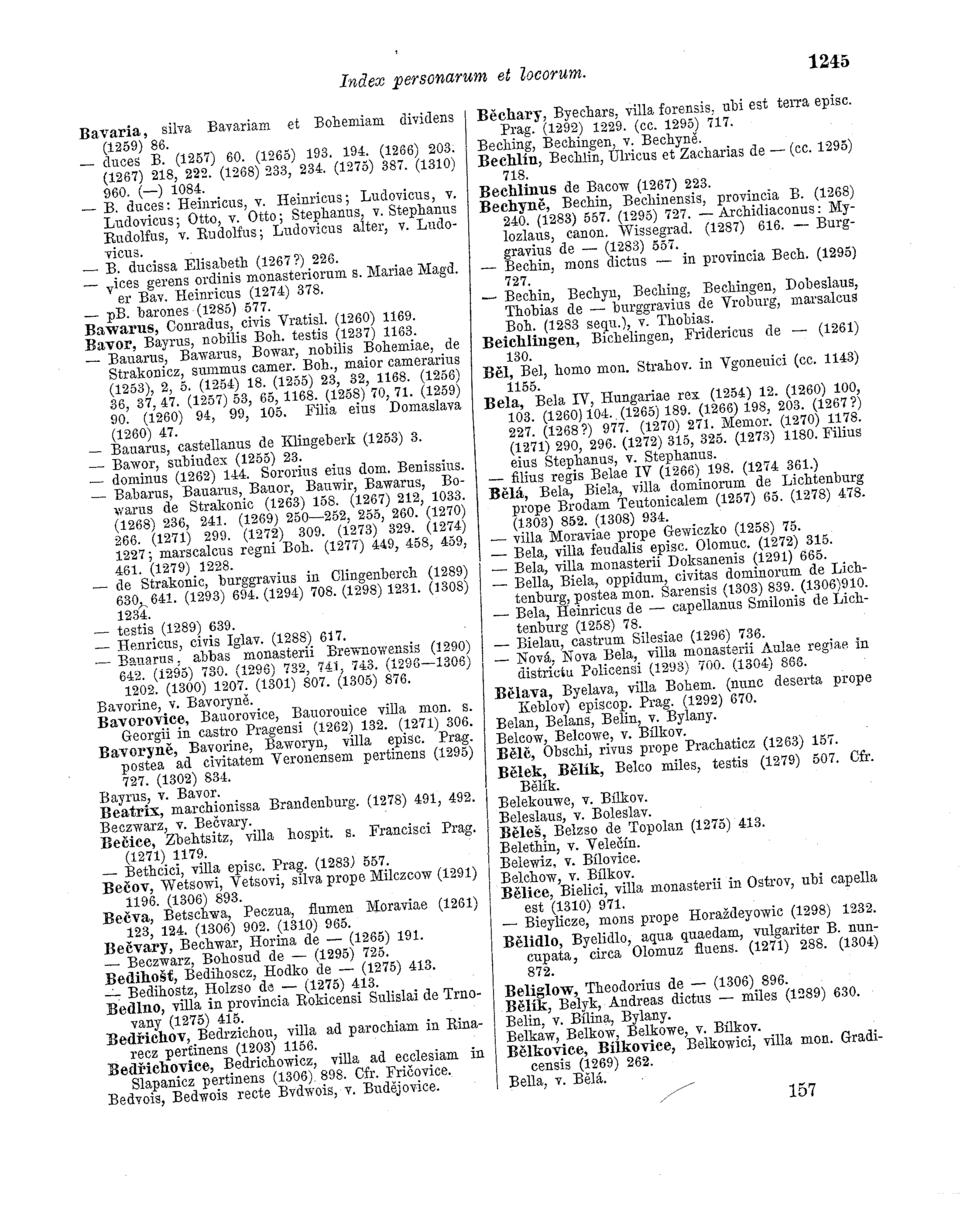 1245
Index personarum et locorum.
Bavaria, silva Bavariam et Bohemiam dividens
(1259) 86.
— duces B. (1257) 60. (1265) 193. 194. (1266) 203.
(1267) 218, 222. (1268) 233, 234. (1275) 387. (1310)
960. (—) 1084.
— B. duces: Heinricus, v. Heinricus; Ludovicus, v.
Ludovicus; Otto, v. Otto; Stephanus, v. Stephanus
Rudolfus, v. Rudolfus; Ludovicus alter, v. Ludo-
vicus.
— B. ducissa Elisabeth (1267?) 226.
— vices gerens ordinis monasteriorum s. Mariae Magd.
er Bav. Heinricus (1274) 378.
— pB. barones (1285) 577.
Bawarus, Conradus, civis Vratisl. (1260) 1169.
Bavor, Bayrus, nobilis Boh. testis (1237) 1163.
— Bauarus, Bawarus, Bowar, nobilis Bohemiae, de
Strakonicz, summus camer. Boh., maior camerarius
(1253), 2, 5. (1254) 18. (1255) 23, 32, 1168. (1256)
36, 37, 47. (1257) 53, 65, 1168. (1258) 70, 71. (1259)
90. (1260) 94, 99, 105. Filia eius Domaslava
(1260) 47.
— Bauarus, castellanus de Klingeberk (1253) 3.
— Bawor, subiudex (1255) 23.
— dominus (1262) 144. Sororius eius dom. Benissius.
— Babarus, Bauarus, Bauor, Bauwir, Bawarus, Bo-
warus de Strakonic (1263) 158. (1267) 212, 1033.
(1268) 236, 241. (1269) 250—252, 255, 260. (1270)
266. (1271) 299. (1272) 309. (1273) 329. (1274)
1227; marscalcus regni Boh. (1277) 449, 458, 459,
461. (1279) 1228.
— de Strakonic, burggravius in Clingenberch (1289)
630, 641. (1293) 694. (1294) 708. (1298) 1231. (1308)
1234.
— testis (1289) 639.
— Henricus, civis Iglav. (1288) 617.
— Bauarus, abbas monasterii Brewnowensis (1290)
642. (1295) 730. (1296) 732, 741, 743. (1296—1306)
1202. (1300) 1207. (1301) 807. (1305) 876.
Bavorine, v. Bavoryně.
Bavorovice, Bauorovice, Bauorouice villa mon. s.
Georgii in castro Pragensi (1262) 132. (1271) 306.
Bavoryně, Bavorine, Baworyn, villa episc. Prag.
postea ad civitatem Veronensem pertinens (1295)
727. (1302) 834.
Bayrus, v. Bavor.
Beatrix, marchionissa Brandenburg. (1278) 491, 492.
Beczwarz, v. Bečvary.
Bečice, Zbehtsitz, villa hospit. s. Francisci Prag.
(1271) 1179.
— Bethcici, villa episc. Prag. (1283) 557.
Bečov, Wetsowi, Vetsovi, silva prope Milczcow (1291)
1196. (1306) 893.
Bečva, Betschwa, Peczua, flumen Moraviae (1261)
123, 124. (1306) 902. (1310) 965.
Bečvary, Bechwar, Horina de — (1265) 191.
— Beczwarz, Bohosud de — (1295) 725.
Bedihošť, Bedihoscz, Hodko de — (1275) 413.
— Bedihostz, Holzso de — (1275) 413.
Bedlno, villa in provincia Rokicensi Sulislai de Trno-
vany (1275) 415.
Bedřichov, Bedrzichou, villa ad parochiam in Rina-
recz pertinens (1203) 1156.
Bedřichovice, Bedrichowicz, villa ad ecclesiam in
Slapanicz pertinens (1306) 898. Cfr. Fričovice.
Bedvois, Bedwois recte Bvdwois, v. Budějovice.
Běchary, Byechars, villa forensis, ubi est terra episc.
Prag. (1292) 1229. (cc. 1295) 717.
Beching, Bechingen, v. Bechyně.
Bechlín, Bechlin, Ulricus et Zacharias de — (cc. 1295)
718.
Bechlinus de Bacow (1267) 223.
Bechyně, Bechin, Bechinensis, provincia B. (1268)
240. (1283) 557. (1295) 727. — Archidiaconus: My-
lozlaus, canon. Wissegrad. (1287) 616. — Burg-
gravius de — (1283) 557.
— Bechin, mons dictus — in provincia Bech. (1295)
727.
— Bechin, Bechyn, Beching, Bechingen, Dobeslaus,
Thobias de — burggravius de Vroburg, marsalcus
Boh. (1283 sequ.), v. Thobias.
Beichlingen, Bichelingen, Fridericus de — (1261)
130.
Běl, Bel, homo mon. Strahov. in Vgoneuici (cc. 1143)
1155.
Bela, Bela IV, Hungariae rex (1254) 12. (1260) 100,
103. (1260) 104. (1265) 189. (1266) 198, 203. (1267?)
227. (1268?) 977. (1270) 271. Memor. (1270) 1178.
(1271) 290, 296. (1272) 315, 325. (1273) 1180. Filius
eius Stephanus, v. Stephanus.
— filius regis Belae IV (1266) 198. (1274 361.)
Bělá, Bela, Biela, villa dominorum de Lichtenburg
prope Brodam Teutonicalem (1257) 65. (1278) 478.
(1303) 852. (1308) 934.
— villa Moraviae prope Gewiczko (1258) 75.
— Bela, villa feudalis episc. Olomuc. (1272) 315.
— Bela, villa monasterii Doksanenis (1291) 665.
— Bella, Biela, oppidum, civitas dominorum de Lich-
tenburg, postea mon. Sarensis (1303) 839. (1306)910.
— Bela, Heinricus de — capellanus Smilonis de Lich-
tenburg (1258) 78.
— Bielau, castrum Silesiae (1296) 736.
— Nová, Nova Bela, villa monasterii Aulae regiae in
districtu Policensi (1293) 700. (1304) 866.
Bělava, Byelava, villa Bohem. (nunc deserta prope
Keblov) episcop. Prag. (1292) 670.
Belan, Belans, Belin, v. Bylany.
Belcow, Belcowe, v. Bílkov.
Bělč, Obschi, rivus prope Prachaticz (1263) 157.
Bělek, Bělík, Belco miles, testis (1279) 507. Cfr.
Bělík.
Belekouwe, v. Bílkov.
Beleslaus, v. Boleslav.
Běleš, Belzso de Topolan (1275) 413.
Belethin, v. Velečín.
Belewiz, v. Bílovice.
Belchow, v. Bílkov.
Bělice, Bielici, villa monasterii in Ostrov, ubi capella
est (1310) 971.
— Bieylicze, mons prope Horažďeyowic (1298) 1232.
Bělidlo, Byelidlo, aqua quaedam, vulgariter B. nun-
cupata, circa Olomuz fluens. (1271) 288. (1304)
872.
Beliglow, Theodorius de — (1306) 896.
Bělík, Belyk, Andreas dictus — miles (1289) 630.
Belin, v. Bílina, Bylany.
Belkaw, Belkow, Belkowe, v. Bílkov.
Bělkovice, Bílkovice, Belkowici, villa mon. Gradi-
censis (1269) 262.
Bella, v. Bělá.
157